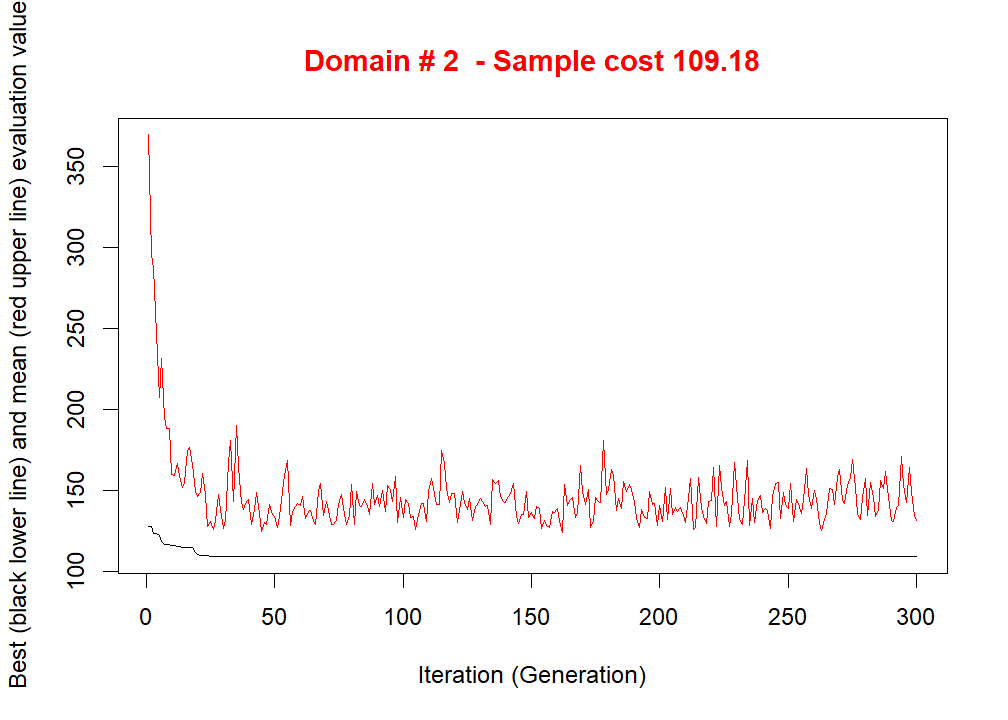 Domain # 2  - Sample cost 109.18
Best (black lower line) and mean (red upper line) evaluation value
350
300
250
200
150
100
0 50 100 150 200 250 300
Iteration (Generation)